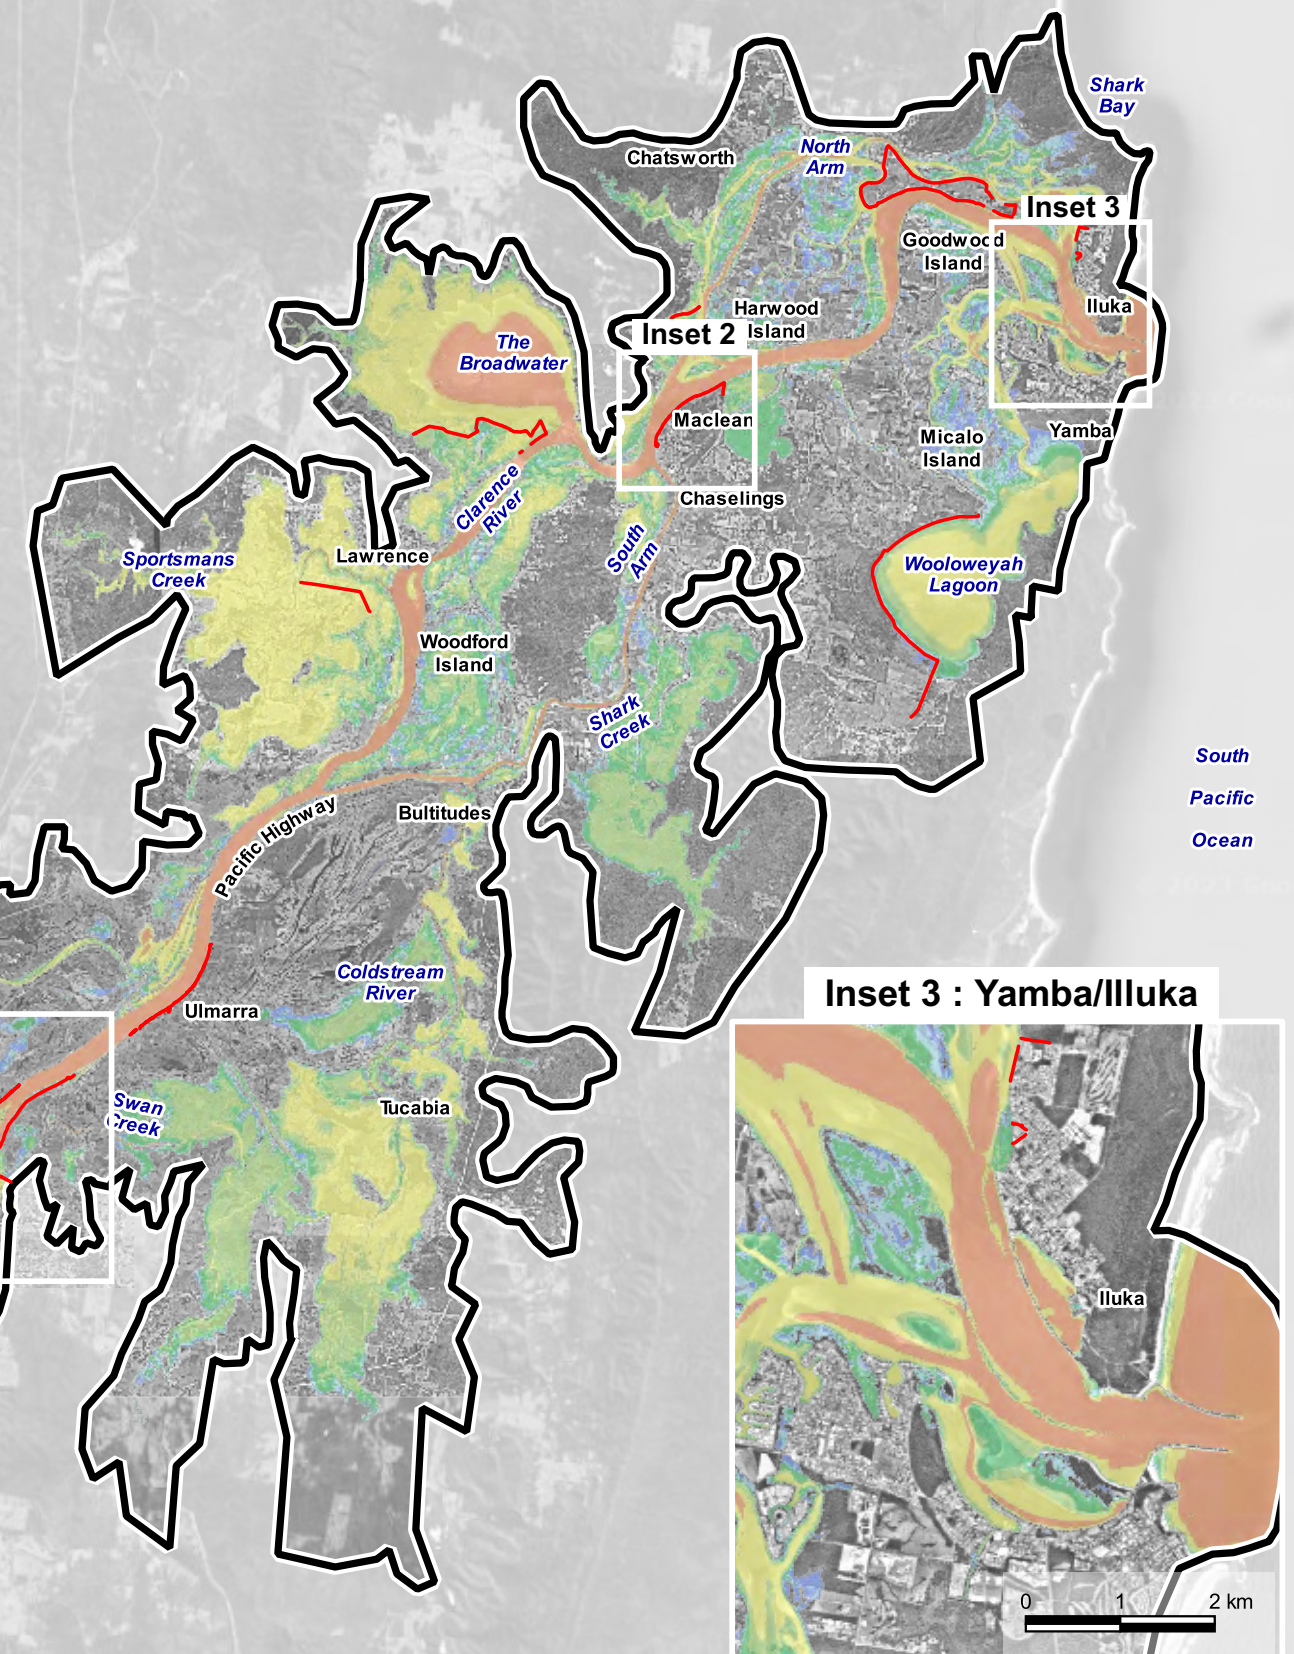 Shark
Bay
Chatsworth
North
Arm
Inset 3
Goodwood
Island
Iluka
Harwood
Island
Inset 2
The
Broadwater
Maclean
Micalo
Island
Yamba
Clarence
River
Chaselings
South
Arm
Sportsmans
Creek
Lawrence
Wooloweyah
Lagoon
Woodford
Island
Shark
Creek
South
Pacific
Ocean
Bultitudes
Pacific Highway
Coldstream
River
Ulmarra
Swan
Creek
Tucabia
Inset 3 : Yamba/Illuka
Iluka
0 1 2 km